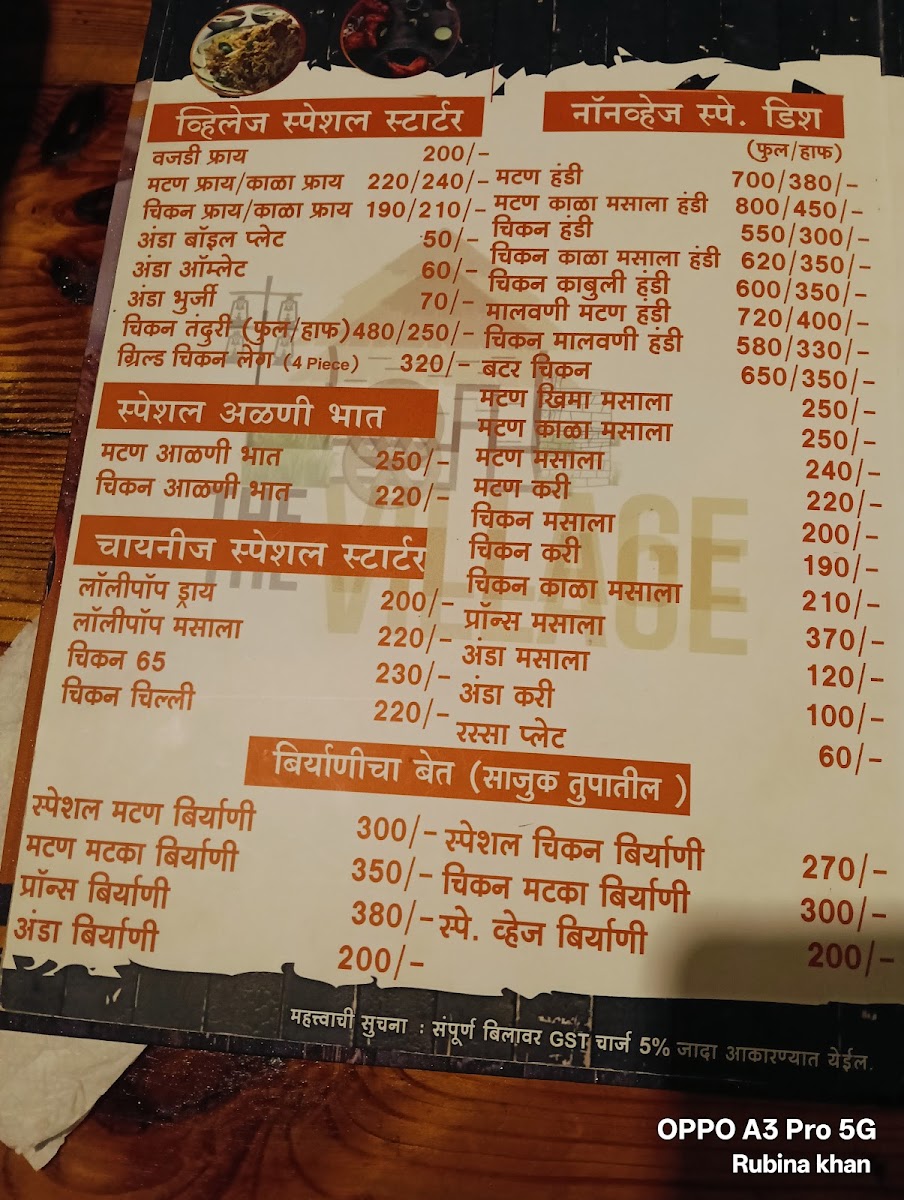 व्हिलेज स्पेशल स्टार्टर
वजडी फ्राय 200/-
मटण फ्राय/काळा फ्राय 220/240/-
चिकन फ्राय/काळा फ्राय 190/210/-
अंडा बॉइल प्लेट 50/-
अंडा ऑम्लेट 60/-
अंडा भुर्जी 70/-
चिकन तंदुरी (फुल/हाफ) 480/250/-
ग्रिल्ड चिकन लेग (4 Piece) 320/-
स्पेशल अळणी भात
मटण आळणी भात 250/-
चिकन आळणी भात 220/-
चायनीज स्पेशल स्टार्टर
लॉलीपॉप ड्राय 200/-
लॉलीपॉप मसाला 220/-
चिकन 65 230/-
चिकन चिल्ली 220/-
नॉनव्हेज स्पे. डिश
(फुल/हाफ)
मटण हंडी 700/380/-
मटण काळा मसाला हंडी 800/450/-
चिकन हंडी 550/300/-
चिकन काळा मसाला हंडी 620/350/-
चिकन काबुली हंडी 600/350/-
मालवणी मटण हंडी 720/400/-
चिकन मालवणी हंडी 580/330/-
बटर चिकन 650/350/-
मटण खिमा मसाला 250/-
मटण काळा मसाला 250/-
मटण मसाला 240/-
मटण करी 220/-
चिकन मसाला 200/-
चिकन करी 190/-
चिकन काळा मसाला 210/-
प्रॉन्स मसाला 370/-
अंडा मसाला 120/-
अंडा करी 100/-
रस्सा प्लेट 60/-
THE VILLAGE
बिर्याणीचा बेत (साजुक तुपातील )
स्पेशल मटण बिर्याणी 300/-
मटण मटका बिर्याणी 350/-
प्रॉन्स बिर्याणी 380/-
अंडा बिर्याणी 200/-
स्पेशल चिकन बिर्याणी 270/-
चिकन मटका बिर्याणी 300/-
स्पे. व्हेज बिर्याणी 200/-
महत्त्वाची सुचना : संपूर्ण बिलावर GST चार्ज 5% जादा आकारण्यात येईल.
OPPO A3 Pro 5G
Rubina khan